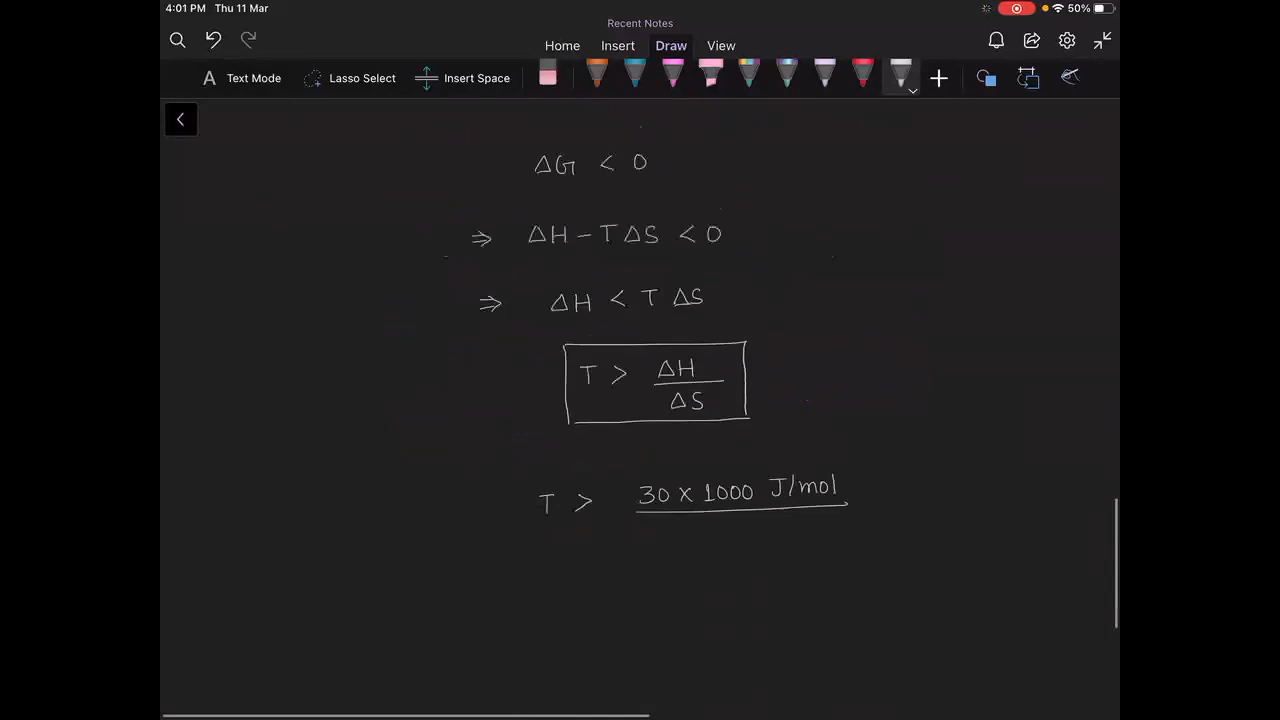 4:01 PM Thu 11 Mar
50%
Recent Notes
Home Insert Draw View
Text Mode Lasso Select Insert Space
ΔG < 0
⇒ ΔH − TΔS < 0
⇒ ΔH < TΔS
T > ΔH
ΔS
T > 30 × 1000 J/mol